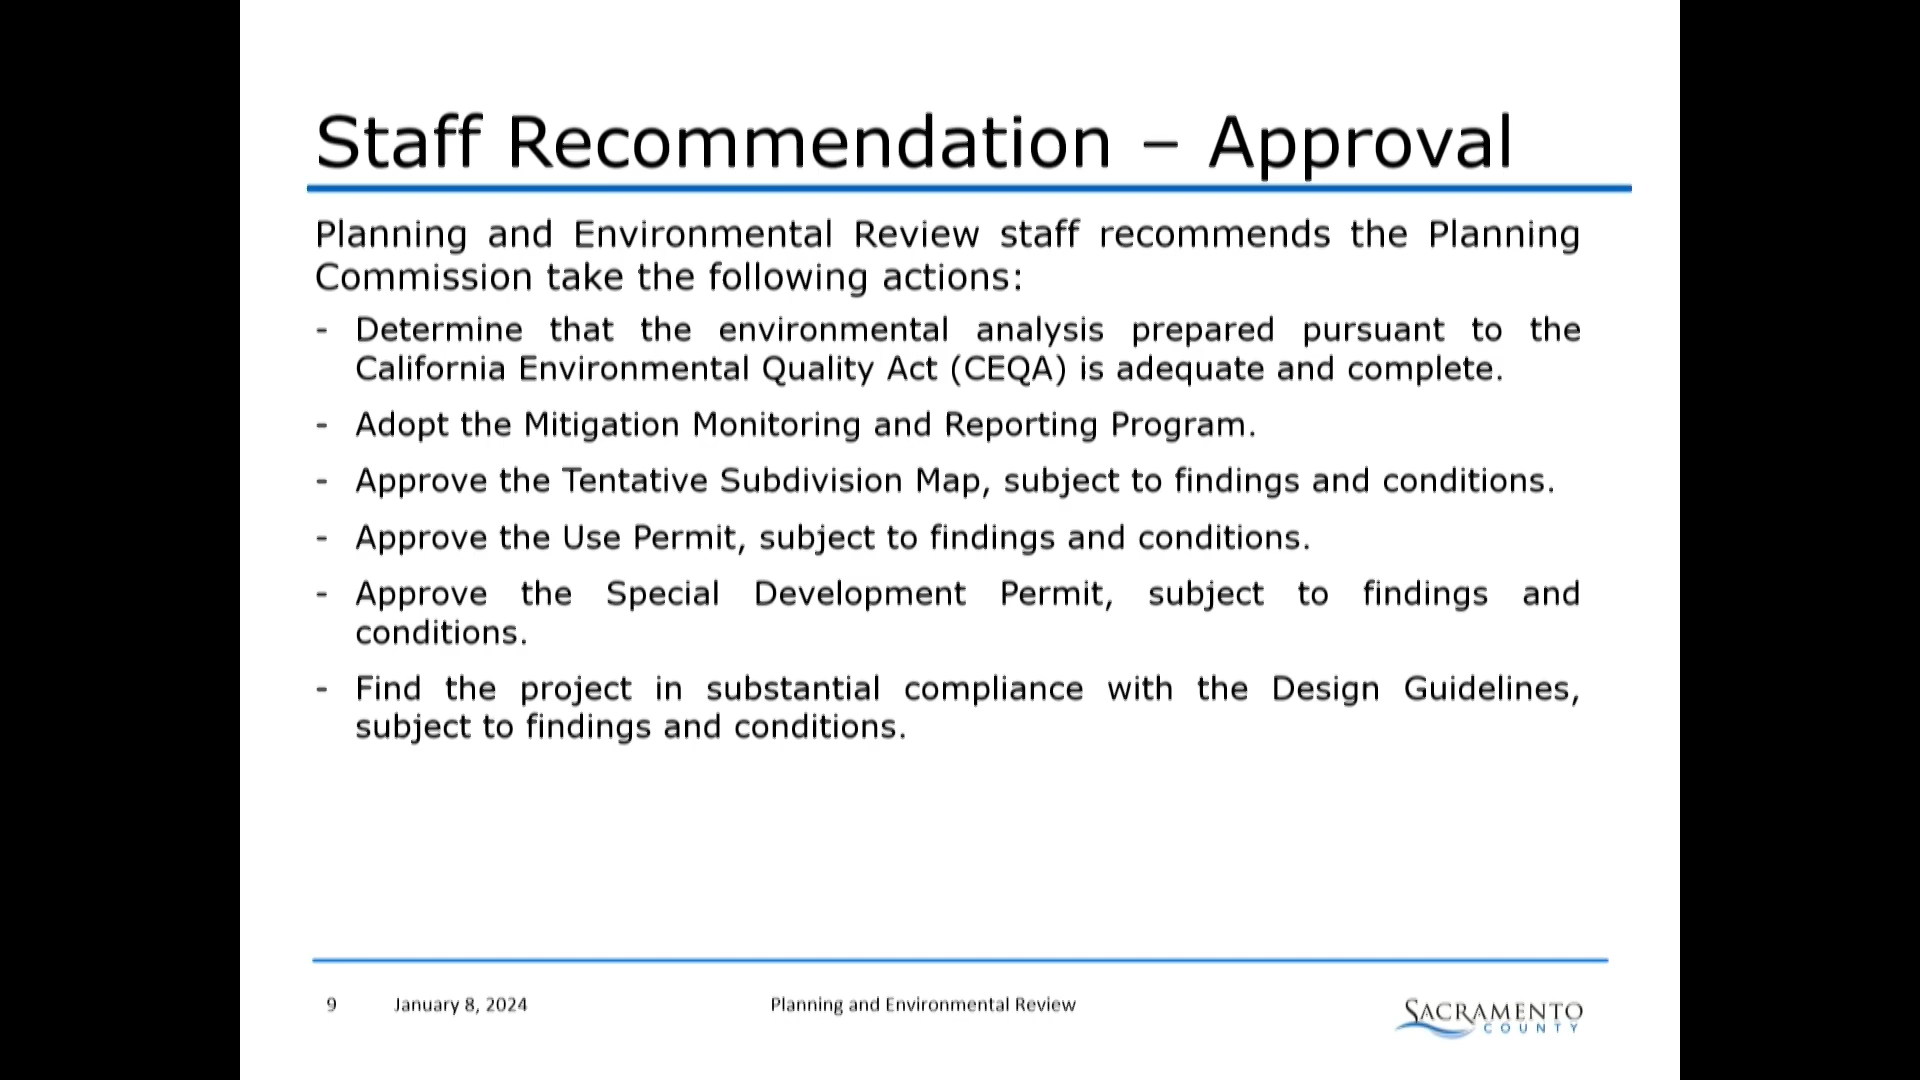 Staff Recommendation – Approval
Planning and Environmental Review staff recommends the Planning
Commission take the following actions:
- Determine that the environmental analysis prepared pursuant to the
California Environmental Quality Act (CEQA) is adequate and complete.
- Adopt the Mitigation Monitoring and Reporting Program.
- Approve the Tentative Subdivision Map, subject to findings and conditions.
- Approve the Use Permit, subject to findings and conditions.
- Approve the Special Development Permit, subject to findings and
conditions.
- Find the project in substantial compliance with the Design Guidelines,
subject to findings and conditions.
9 January 8, 2024 Planning and Environmental Review
SACRAMENTO
COUNTY